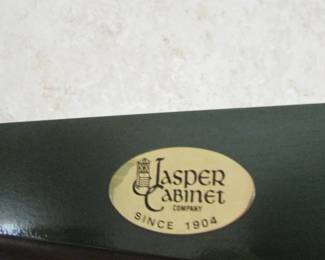 JASPER
CABINET
COMPANY
SINCE 1904